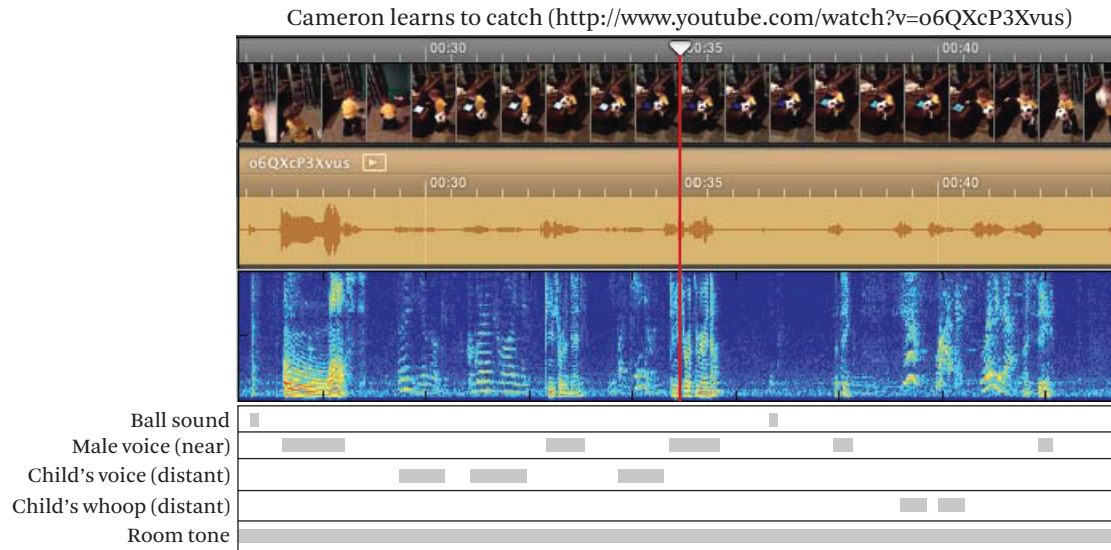 Cameron learns to catch (http://www.youtube.com/watch?v=o6QXcP3Xvus)
00:30 00:35 00:40
o6QXcP3Xvus
00:30 00:35 00:40
Ball sound
Male voice (near)
Child’s voice (distant)
Child’s whoop (distant)
Room tone